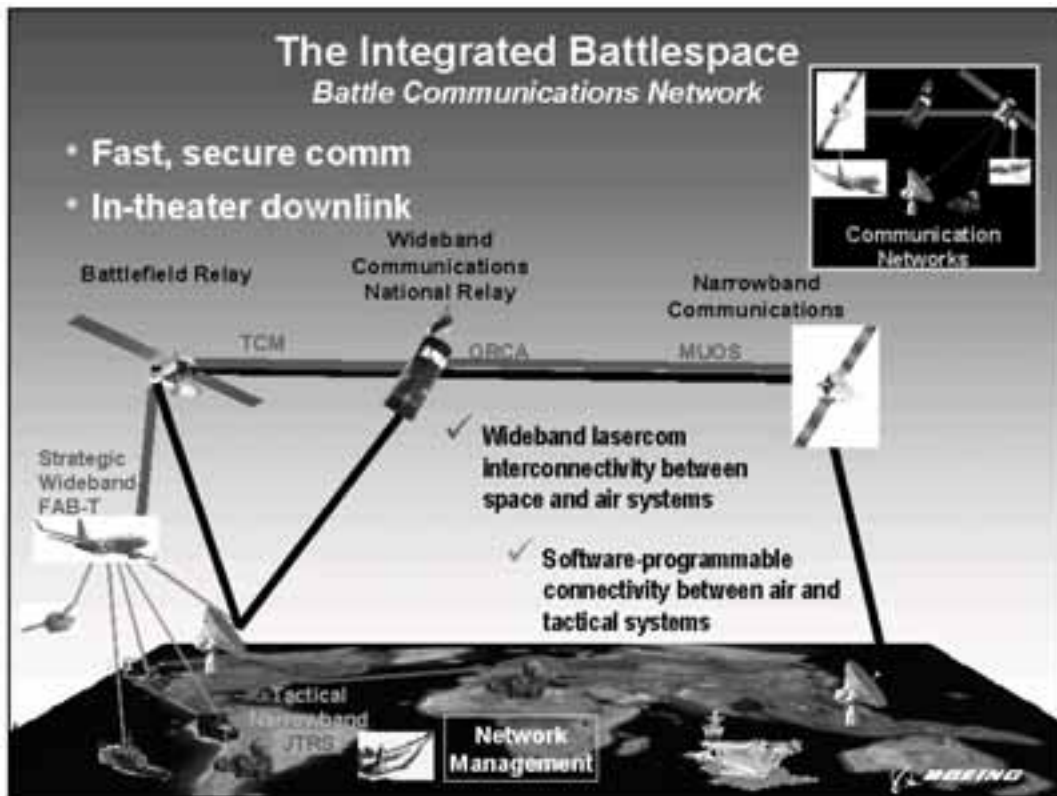 The Integrated Battlespace
Battle Communications Network
• Fast, secure comm
• In-theater downlink
Communication
Networks
Battlefield Relay
Wideband
Communications
National Relay
Narrowband
Communications
TCM
ORCA
MUOS
✓ Wideband lasercom
interconnectivity between
space and air systems
Strategic
Wideband
FAB-T
✓ Software-programmable
connectivity between air and
tactical systems
Tactical
Narrowband
JTRS
Network
Management
BOEING